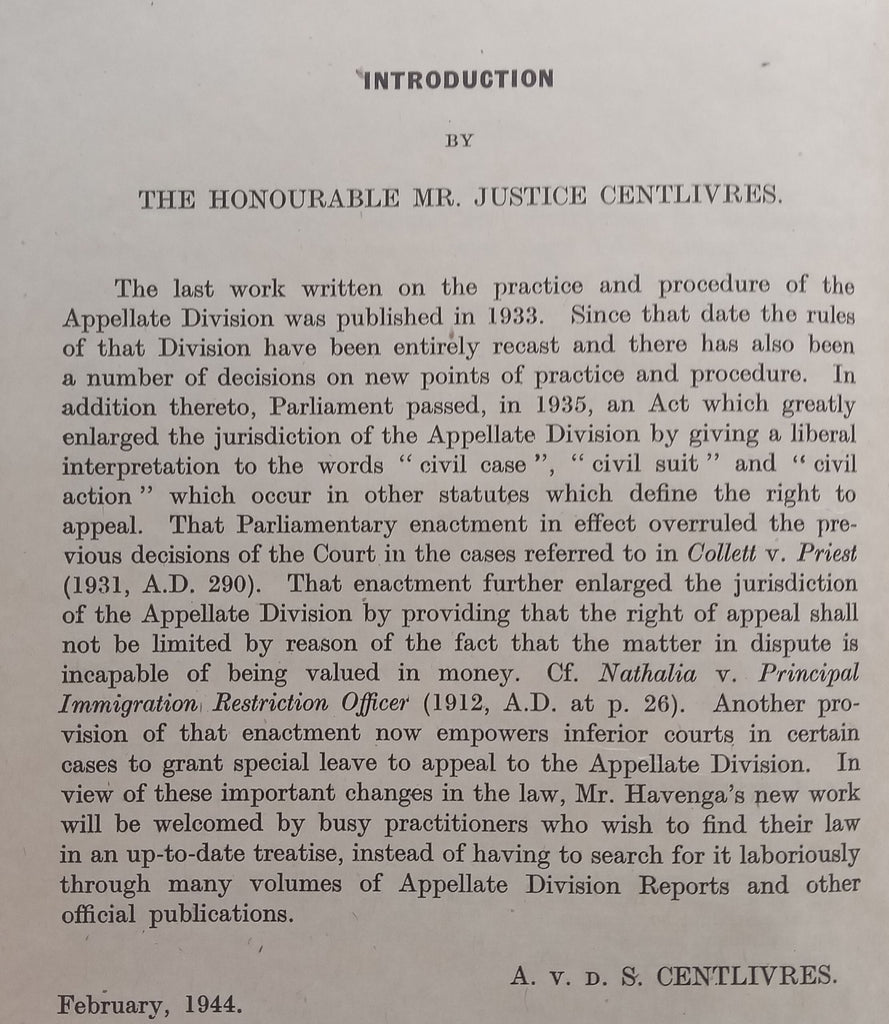 INTRODUCTION
BY
THE HONOURABLE MR. JUSTICE CENTLIVRES.
The last work written on the practice and procedure of the
Appellate Division was published in 1933. Since that date the rules
of that Division have been entirely recast and there has also been
a number of decisions on new points of practice and procedure. In
addition thereto, Parliament passed, in 1935, an Act which greatly
enlarged the jurisdiction of the Appellate Division by giving a liberal
interpretation to the words “ civil case ”, “ civil suit ” and “ civil
action ” which occur in other statutes which define the right to
appeal. That Parliamentary enactment in effect overruled the pre-
vious decisions of the Court in the cases referred to in Collett v. Priest
(1931, A.D. 290). That enactment further enlarged the jurisdiction
of the Appellate Division by providing that the right of appeal shall
not be limited by reason of the fact that the matter in dispute is
incapable of being valued in money. Cf. Nathalia v. Principal
Immigration Restriction Officer (1912, A.D. at p. 26). Another pro-
vision of that enactment now empowers inferior courts in certain
cases to grant special leave to appeal to the Appellate Division. In
view of these important changes in the law, Mr. Havenga's new work
will be welcomed by busy practitioners who wish to find their law
in an up-to-date treatise, instead of having to search for it laboriously
through many volumes of Appellate Division Reports and other
official publications.
A. v. D. S. CENTLIVRES.
February, 1944.